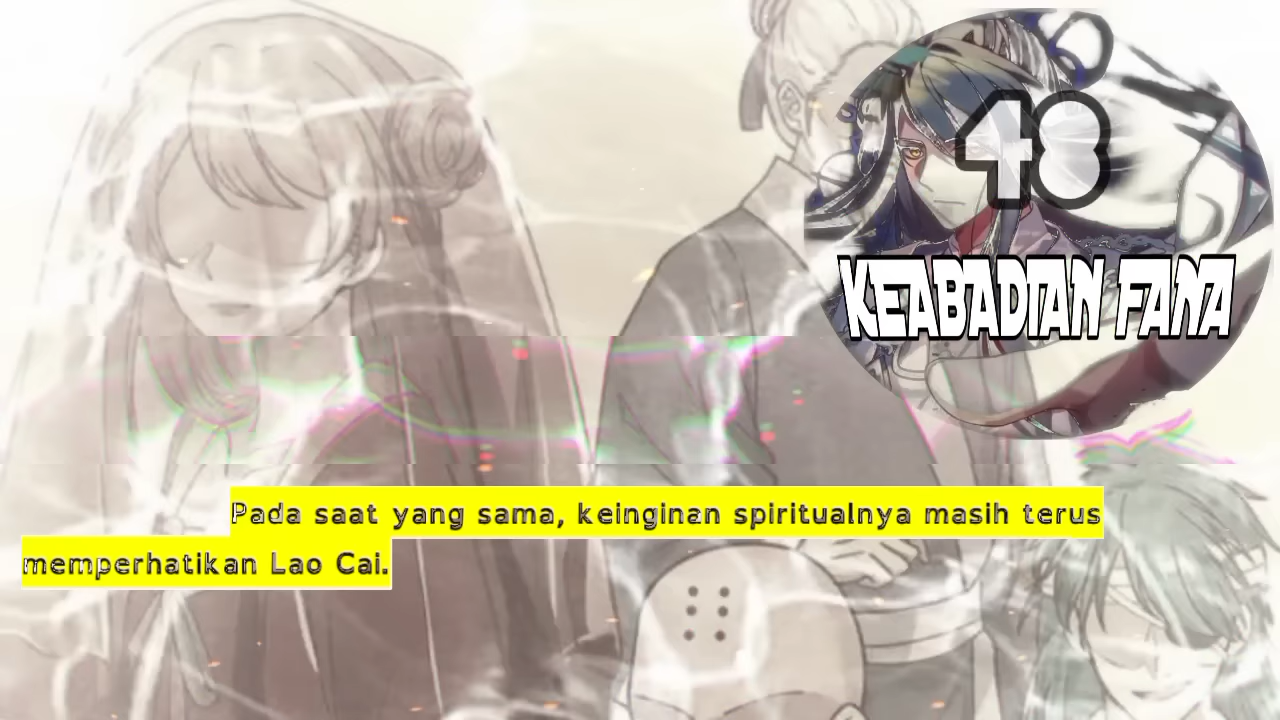 48
KEABADIAN FANA
Pada saat yang sama, keinginan spiritualnya masih terus
memperhatikan Lao Cai.